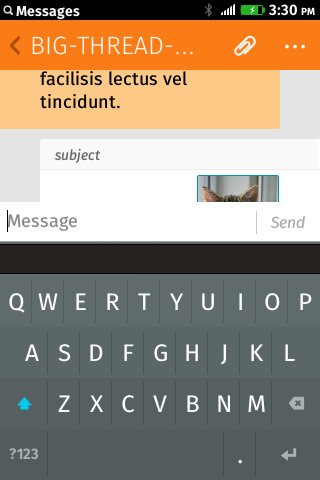 Messages 3:30 PM
BIG-THREAD-...
facilisis lectus vel
tincidunt.
subject
Message Send
Q W E R T Y U I O P
A S D F G H J K L
Z X C V B N M
?123 .